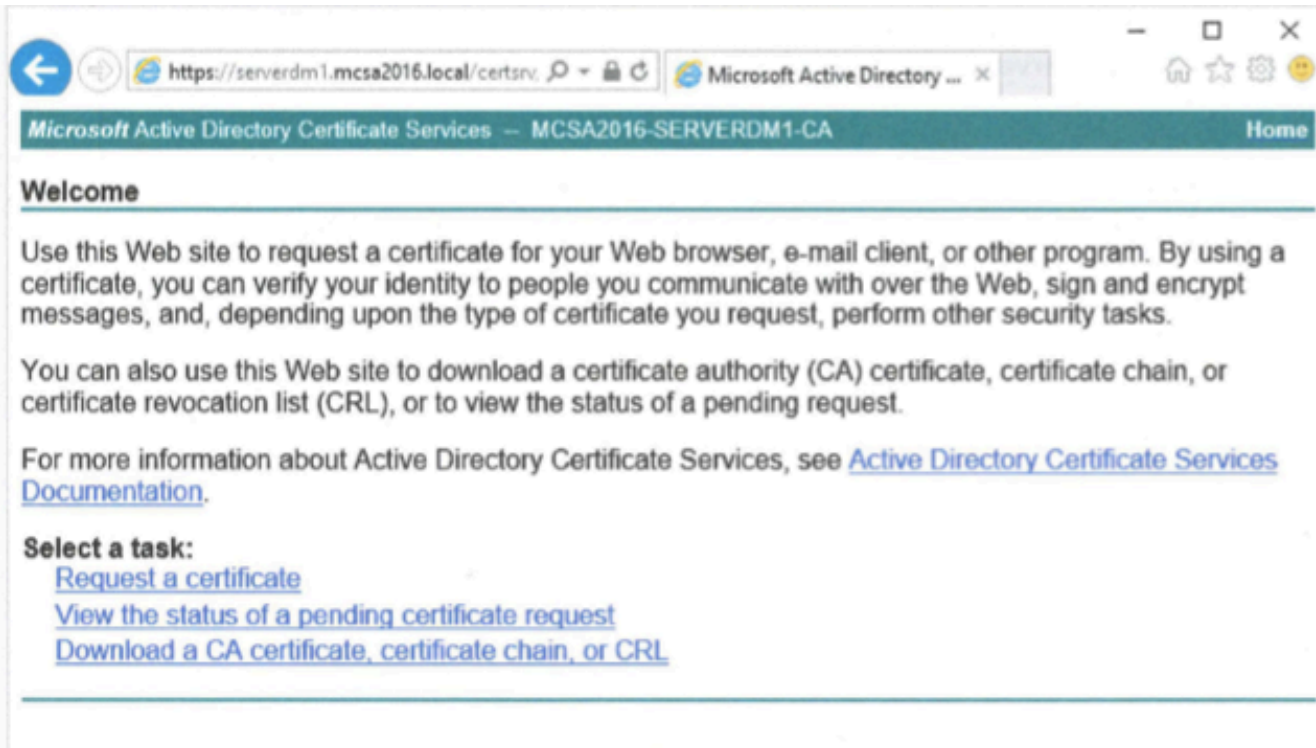 https://serverdm1.mcsa2016.local/certsrv,
Microsoft Active Directory ...
Microsoft Active Directory Certificate Services -- MCSA2016-SERVERDM1-CA Home
Welcome
Use this Web site to request a certificate for your Web browser, e-mail client, or other program. By using a
certificate, you can verify your identity to people you communicate with over the Web, sign and encrypt
messages, and, depending upon the type of certificate you request, perform other security tasks.
You can also use this Web site to download a certificate authority (CA) certificate, certificate chain, or
certificate revocation list (CRL), or to view the status of a pending request.
For more information about Active Directory Certificate Services, see Active Directory Certificate Services
Documentation.
Select a task:
Request a certificate
View the status of a pending certificate request
Download a CA certificate, certificate chain, or CRL